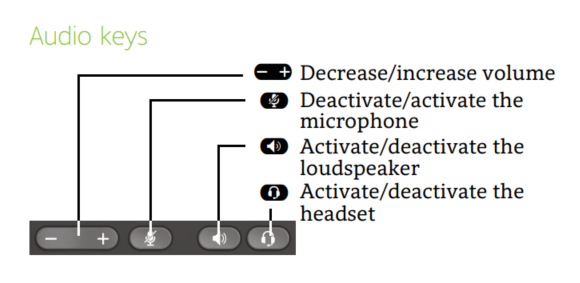 Audio keys
− + Decrease/increase volume
Deactivate/activate the
microphone
Activate/deactivate the
loudspeaker
Activate/deactivate the
headset
− +